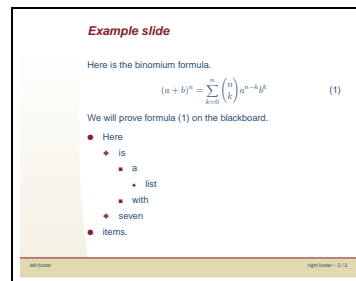 Example slide
Here is the binomium formula.
(a + b)^n = ∑_{k=0}^{n} \binom{n}{k} a^{n−k} b^k (1)
We will prove formula (1) on the blackboard.
● Here
❖ is
■ a
● list
■ with
❖ seven
● items.
left footer right footer – 2 / 2